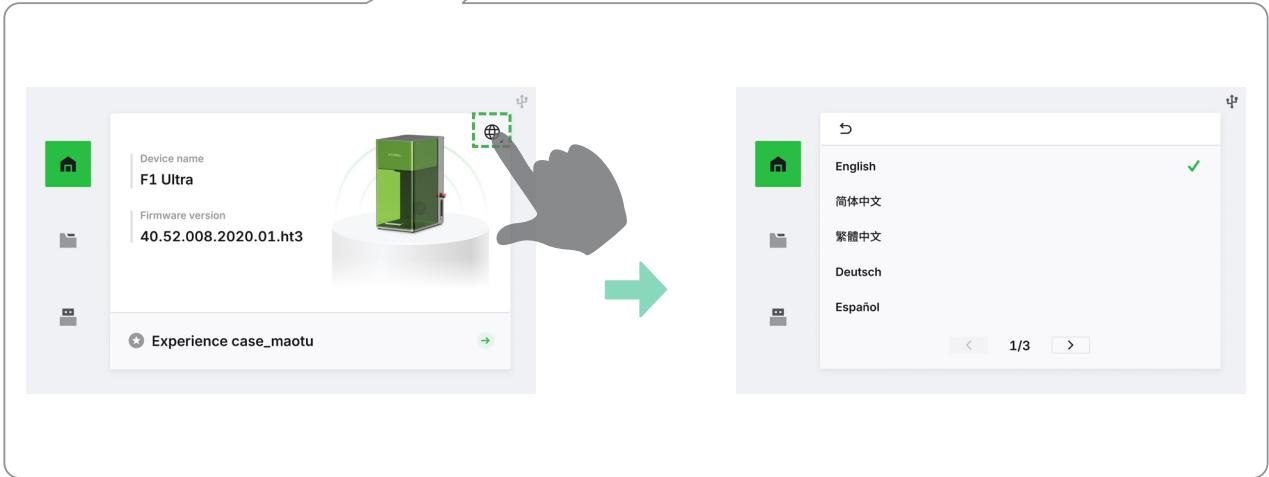 Device name
F1 Ultra
Firmware version
40.52.008.2020.01.ht3
Experience case_maotu
English
简体中文
繁體中文
Deutsch
Español
1/3